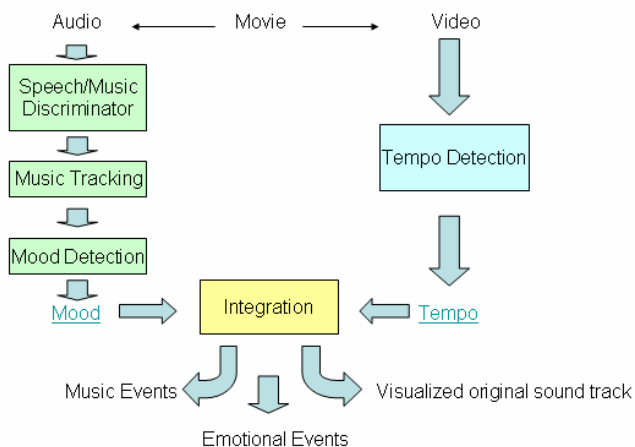 Audio
Movie
Video
Speech/Music
Discriminator
Tempo Detection
Music Tracking
Mood Detection
Mood
Integration
Tempo
Music Events
Visualized original sound track
Emotional Events